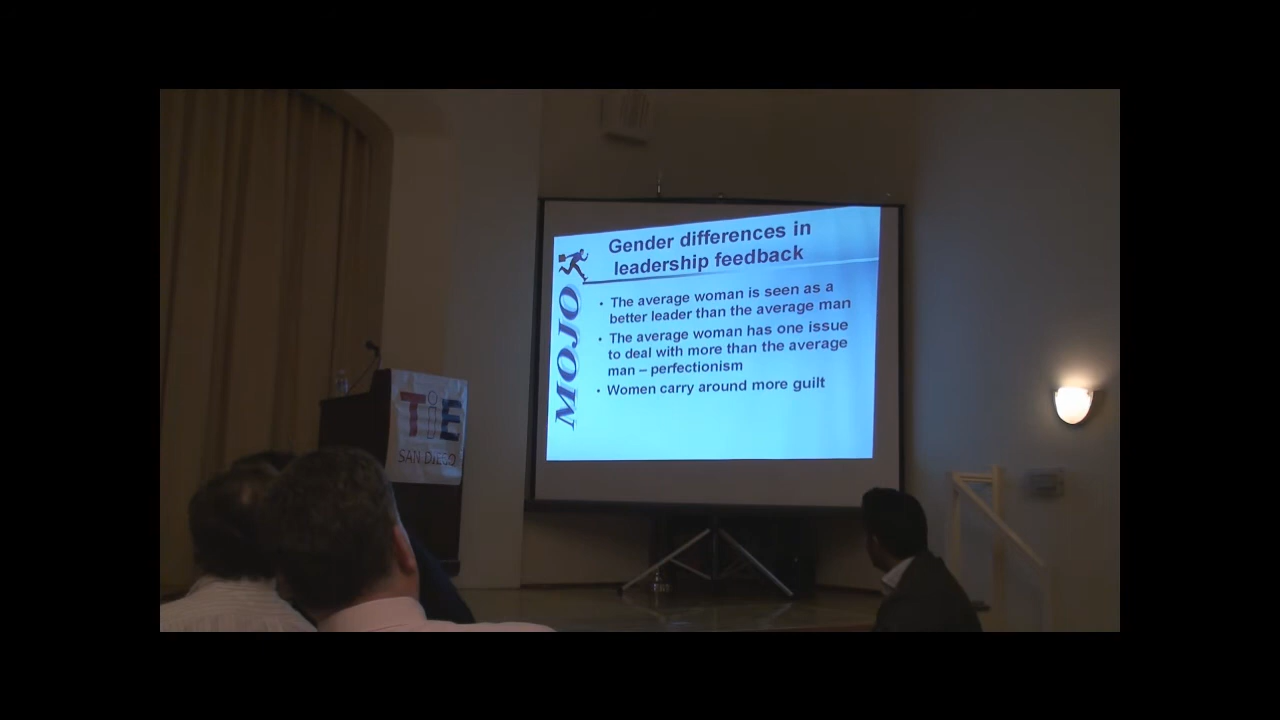 Gender differences in
leadership feedback
MOJO
• The average woman is seen as a
better leader than the average man
• The average woman has one issue
to deal with more than the average
man – perfectionism
• Women carry around more guilt
TiE
SAN DIEGO